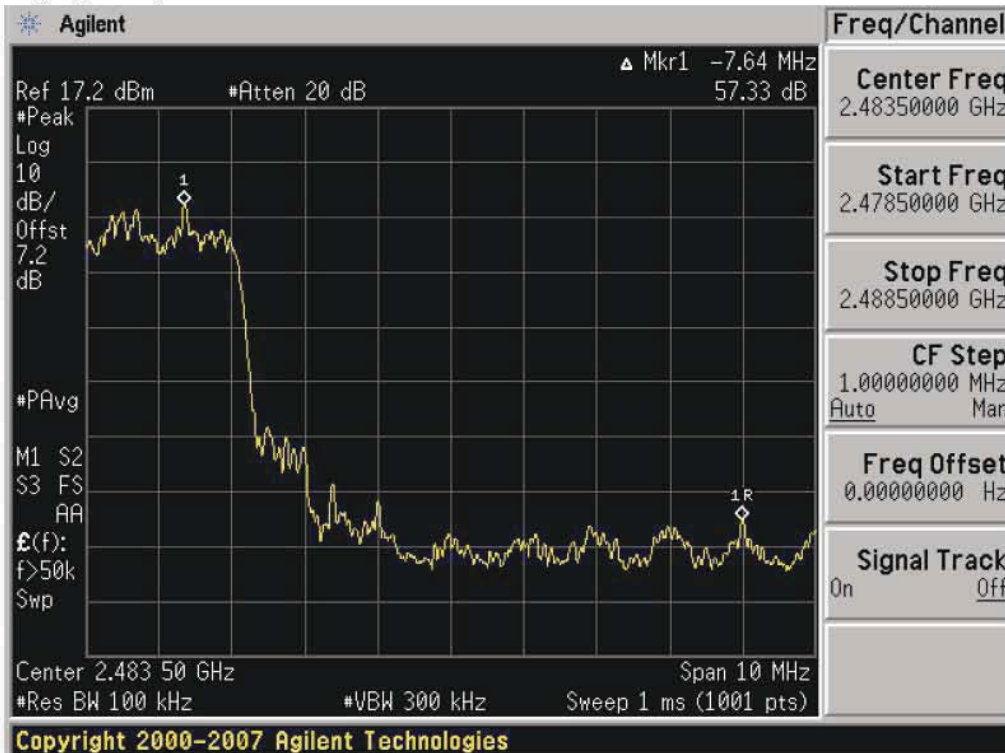 Agilent
Freq/Channel
Δ Mkr1 -7.64 MHz
Ref 17.2 dBm #Atten 20 dB 57.33 dB
#Peak
Log
10
dB/
Offst
7.2
dB
1
#PAvg
M1 S2
S3 FS
AA
£(f):
f>50k
Swp
1R
Center 2.483 50 GHz Span 10 MHz
#Res BW 100 kHz #VBW 300 kHz Sweep 1 ms (1001 pts)
Center Freq
2.48350000 GHz
Start Freq
2.47850000 GHz
Stop Freq
2.48850000 GHz
CF Step
1.00000000 MHz
Auto Man
Freq Offset
0.00000000 Hz
Signal Track
On Off
Copyright 2000-2007 Agilent Technologies